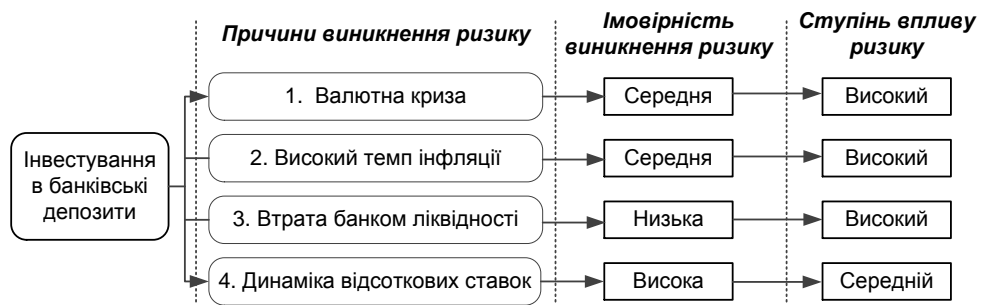 Причини виникнення ризику
Імовірність
виникнення ризику
Ступінь впливу
ризику
Інвестування
в банківські
депозити
1. Валютна криза
Середня
Високий
2. Високий темп інфляції
Середня
Високий
3. Втрата банком ліквідності
Низька
Високий
4. Динаміка відсоткових ставок
Висока
Середній